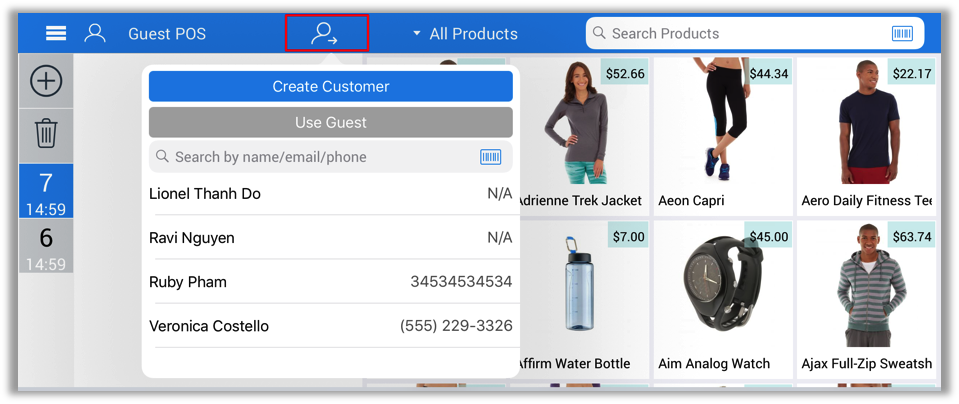 Guest POS
All Products
Search Products
Create Customer
Use Guest
Search by name/email/phone
Lionel Thanh Do N/A
Ravi Nguyen N/A
Ruby Pham 34534534534
Veronica Costello (555) 229-3326
7
14:59
6
14:59
$52.66
$44.34
$22.17
Adrienne Trek Jacket
Aeon Capri
Aero Daily Fitness Tee
$7.00
$45.00
$63.74
Affirm Water Bottle
Aim Analog Watch
Ajax Full-Zip Sweatsh